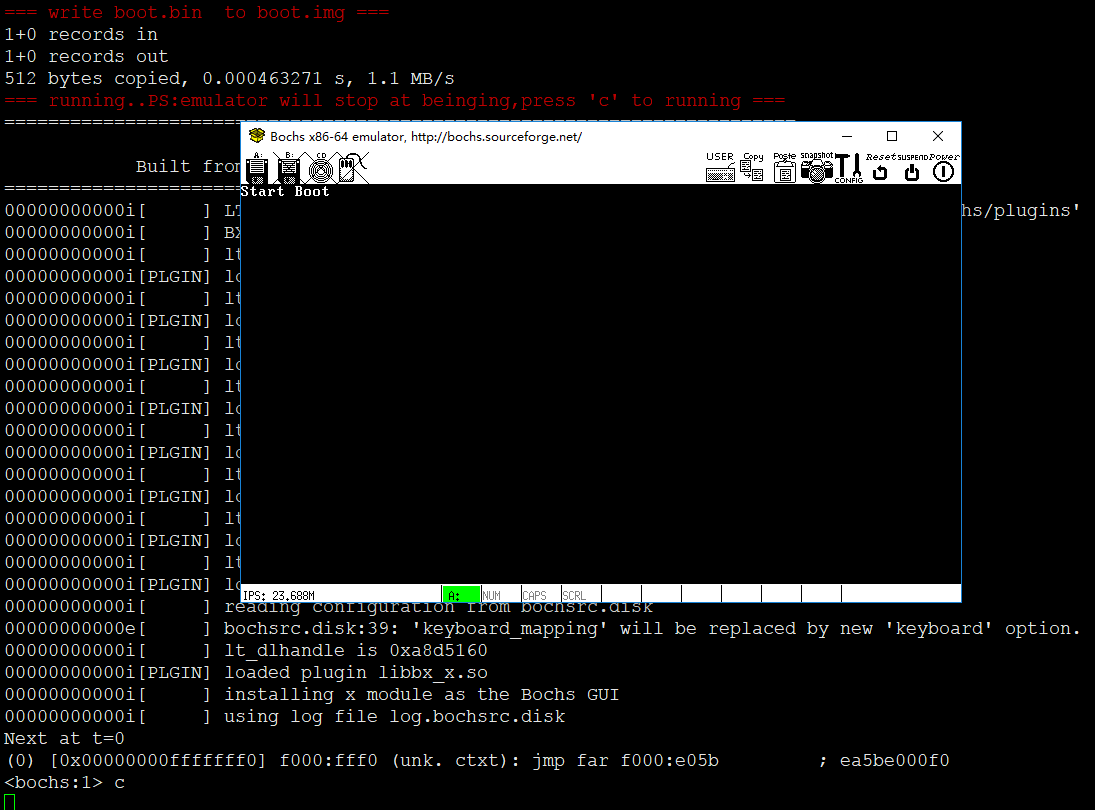 === write boot.bin  to boot.img ===
1+0 records in
1+0 records out
512 bytes copied, 0.000463271 s, 1.1 MB/s
=== running..PS:emulator will stop at beinging,press 'c' to running ===
========================================================================
Bochs x86-64 emulator, http://bochs.sourceforge.net/
Built from
A: B: CD USER Copy Paste snapshot CONFIG Reset SUSPEND Power
========================
Start Boot
00000000000i[      ] LT hs/plugins'
00000000000i[      ] BX
00000000000i[      ] lt
00000000000i[PLGIN] lo
00000000000i[      ] lt
00000000000i[PLGIN] lo
00000000000i[      ] lt
00000000000i[PLGIN] lo
00000000000i[      ] lt
00000000000i[PLGIN] lo
00000000000i[      ] lt
00000000000i[PLGIN] lo
00000000000i[      ] lt
00000000000i[PLGIN] lo
00000000000i[      ] lt
00000000000i[PLGIN] lo
00000000000i[      ] lt
00000000000i[PLGIN] lo
IPS: 23.688M A: NUM CAPS SCRL
00000000000i[      ] reading configuration from bochsrc.disk
00000000000e[      ] bochsrc.disk:39: 'keyboard_mapping' will be replaced by new 'keyboard' option.
00000000000i[      ] lt_dlhandle is 0xa8d5160
00000000000i[PLGIN] loaded plugin libbx_x.so
00000000000i[      ] installing x module as the Bochs GUI
00000000000i[      ] using log file log.bochsrc.disk
Next at t=0
(0) [0x00000000fffffff0] f000:fff0 (unk. ctxt): jmp far f000:e05b         ; ea5be000f0
<bochs:1> c